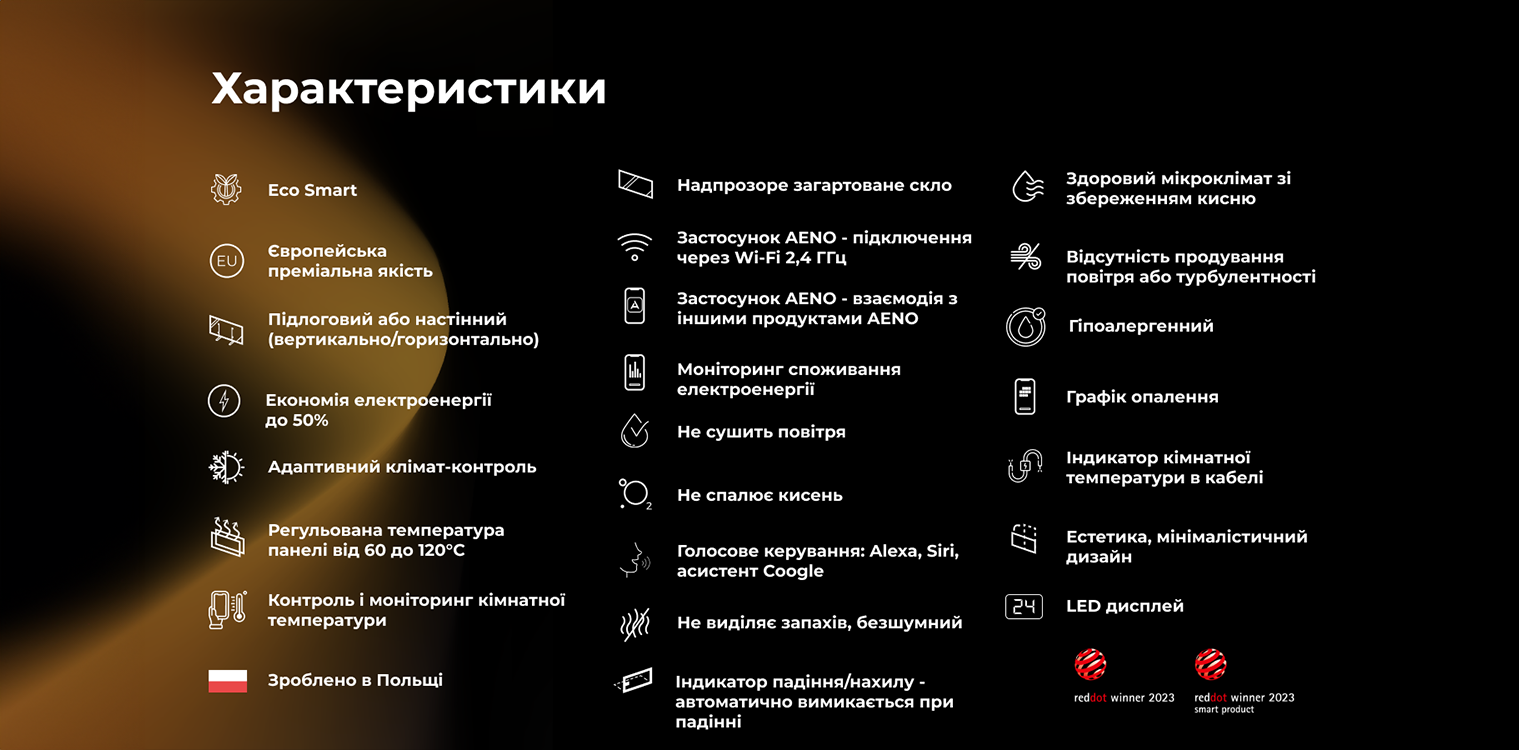 Характеристики
Eco Smart
EU
Європейська
преміальна якість
Підлоговий або настінний
(вертикально/горизонтально)
Економія електроенергії
до 50%
Адаптивний клімат-контроль
Регульована температура
панелі від 60 до 120°C
Контроль і моніторинг кімнатної
температури
Зроблено в Польщі
Надпрозоре загартоване скло
Застосунок AENO - підключення
через Wi-Fi 2,4 ГГц
A
Застосунок AENO - взаємодія з
іншими продуктами AENO
Моніторинг споживання
електроенергії
Не сушить повітря
2
Не спалює кисень
Голосове керування: Alexa, Siri,
асистент Coogle
Не виділяє запахів, безшумний
Індикатор падіння/нахилу -
автоматично вимикається при
падінні
Здоровий мікроклімат зі
збереженням кисню
Відсутність продування
повітря або турбулентності
Гіпоалергенний
Графік опалення
Індикатор кімнатної
температури в кабелі
Естетика, мінімалістичний
дизайн
24
LED дисплей
reddot winner 2023
reddot winner 2023
smart product